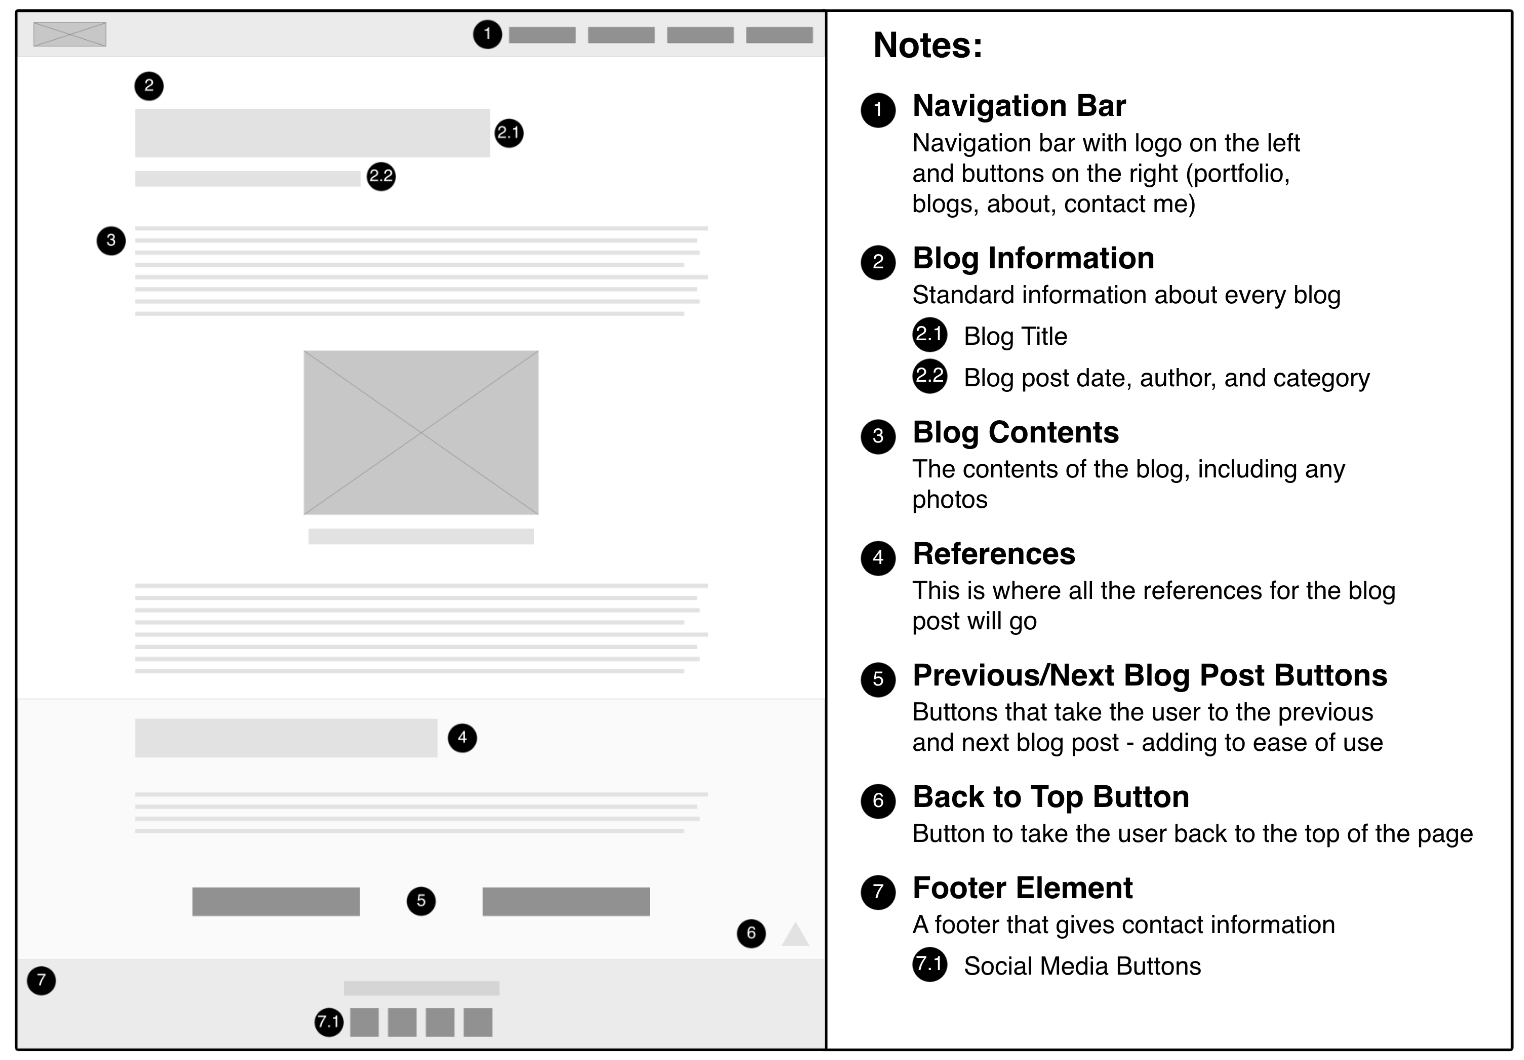 1
2
2.1
2.2
3
4
5
6
7
7.1
Notes:
1 Navigation Bar
Navigation bar with logo on the left
and buttons on the right (portfolio,
blogs, about, contact me)
2 Blog Information
Standard information about every blog
2.1 Blog Title
2.2 Blog post date, author, and category
3 Blog Contents
The contents of the blog, including any
photos
4 References
This is where all the references for the blog
post will go
5 Previous/Next Blog Post Buttons
Buttons that take the user to the previous
and next blog post - adding to ease of use
6 Back to Top Button
Button to take the user back to the top of the page
7 Footer Element
A footer that gives contact information
7.1 Social Media Buttons